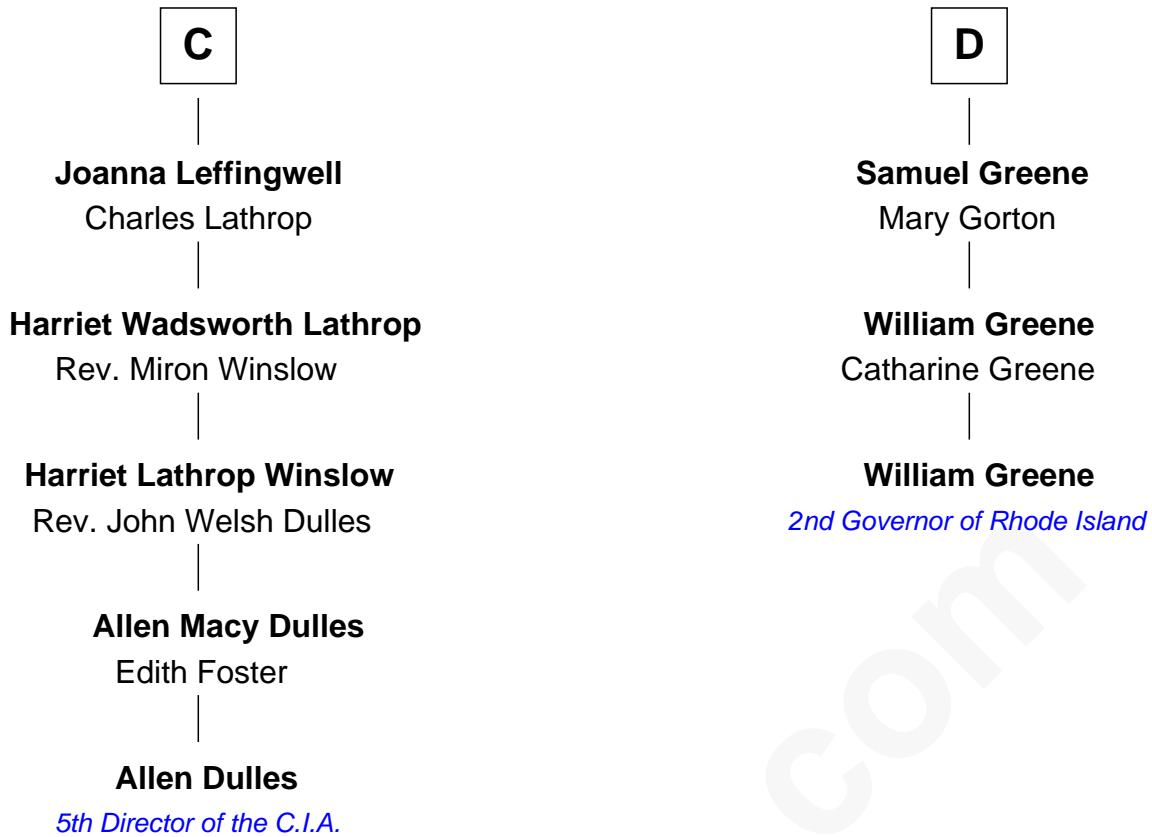 C
Joanna Leffingwell
Charles Lathrop
Harriet Wadsworth Lathrop
Rev. Miron Winslow
Harriet Lathrop Winslow
Rev. John Welsh Dulles
Allen Macy Dulles
Edith Foster
Allen Dulles
5th Director of the C.I.A.
D
Samuel Greene
Mary Gorton
William Greene
Catharine Greene
William Greene
2nd Governor of Rhode Island
com